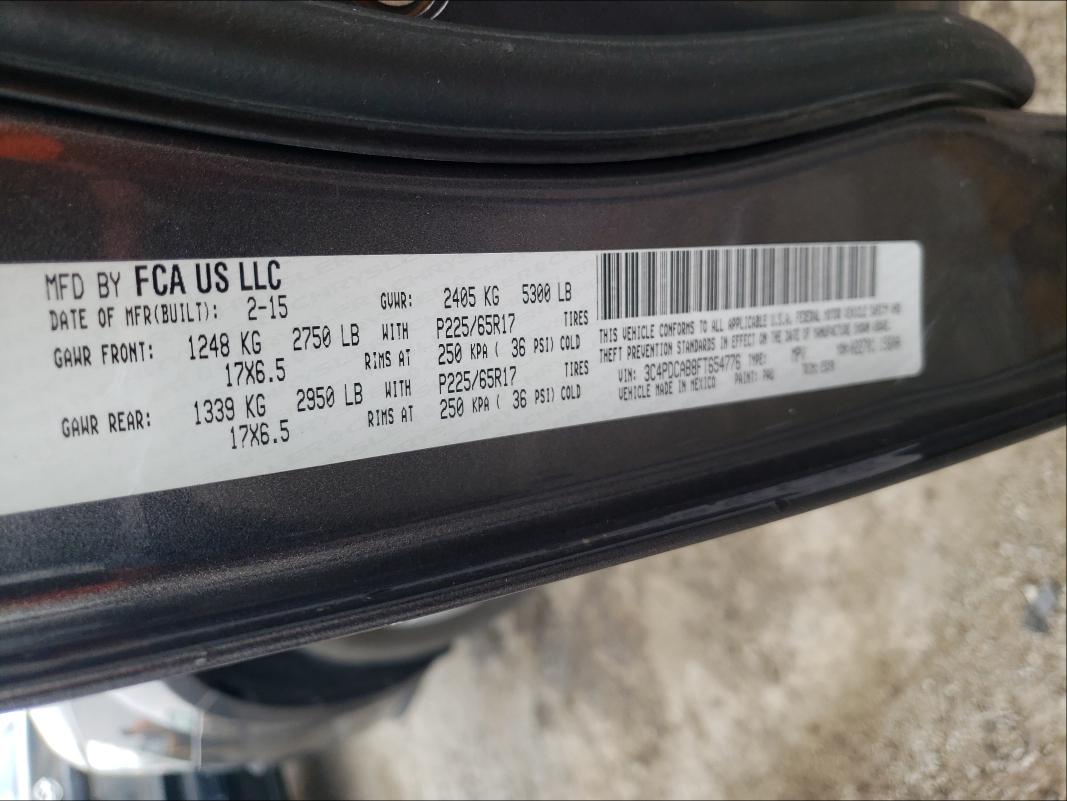 MFD BY FCA US LLC
DATE OF MFR(BUILT): 2-15 GVWR: 2405 KG 5300 LB
GAWR FRONT: 1248 KG 2750 LB WITH P225/65R17 TIRES
17X6.5 RIMS AT 250 KPA ( 36 PSI) COLD
GAWR REAR: 1339 KG 2950 LB WITH P225/65R17 TIRES
17X6.5 RIMS AT 250 KPA ( 36 PSI) COLD
THIS VEHICLE CONFORMS TO ALL APPLICABLE U.S.A. FEDERAL MOTOR VEHICLE SAFETY AND
THEFT PREVENTION STANDARDS IN EFFECT ON THE DATE OF MANUFACTURE SHOWN ABOVE.
VIN: 3C4PDCAB8FT654776 TYPE: MPV
VEHICLE MADE IN MEXICO PAINT: PAU TRIM: